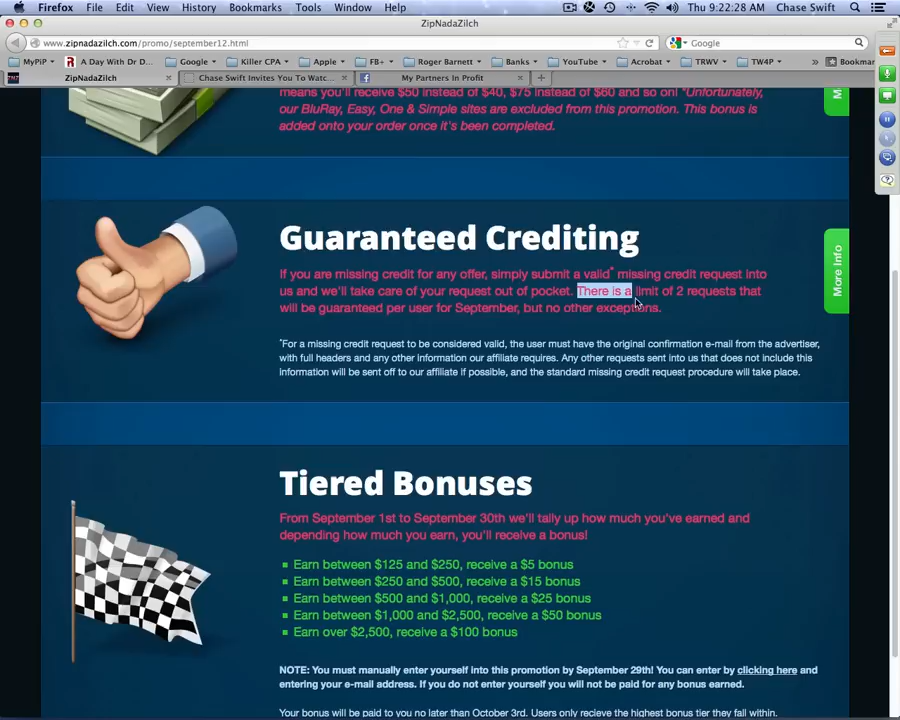 Firefox File Edit View History Bookmarks Tools Window Help Thu 9:22:28 AM Chase Swift
ZipNadaZilch
www.zipnadazilch.com/promo/september12.html
Google
MyPiP A Day With Dr D... Google Killer CPA Apple FB+ Roger Barnett Banks YouTube Acrobat TRWV TW4P » Bookmar
ZipNadaZilch Chase Swift Invites You To Watc... My Partners In Profit
means you'll receive $50 instead of $40, $75 instead of $60 and so on! *Unfortunately,
our BluRay, Easy, One & Simple sites are excluded from this promotion. This bonus is
added onto your order once it's been completed.
Guaranteed Crediting
If you are missing credit for any offer, simply submit a valid* missing credit request into
us and we'll take care of your request out of pocket. There is a limit of 2 requests that
will be guaranteed per user for September, but no other exceptions.
More Info
*For a missing credit request to be considered valid, the user must have the original confirmation e-mail from the advertiser,
with full headers and any other information our affiliate requires. Any other requests sent into us that does not include this
information will be sent off to our affiliate if possible, and the standard missing credit request procedure will take place.
Tiered Bonuses
From September 1st to September 30th we'll tally up how much you've earned and
depending how much you earn, you'll receive a bonus!
Earn between $125 and $250, receive a $5 bonus
Earn between $250 and $500, receive a $15 bonus
Earn between $500 and $1,000, receive a $25 bonus
Earn between $1,000 and $2,500, receive a $50 bonus
Earn over $2,500, receive a $100 bonus
NOTE: You must manually enter yourself into this promotion by September 29th! You can enter by clicking here and
entering your e-mail address. If you do not enter yourself you will not be paid for any bonus earned.
Your bonus will be paid to you no later than October 3rd. Users only recieve the highest bonus tier they fall within.